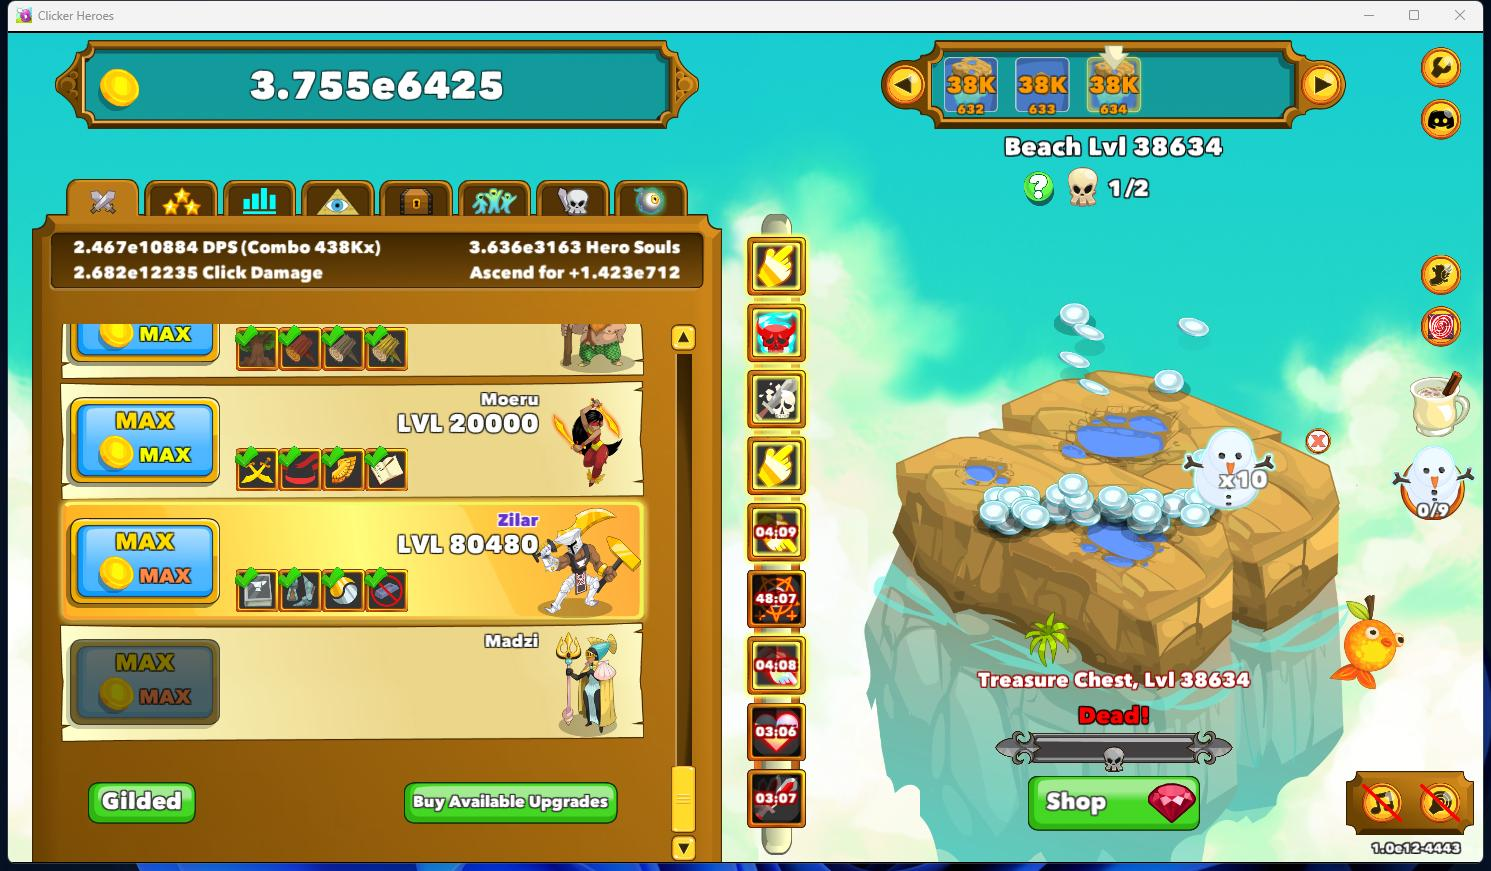 Clicker Heroes
3.755e6425
38K
632
38K
633
38K
634
Beach Lvl 38634
? 1/2
2.467e10884 DPS (Combo 438Kx)
3.636e3163 Hero Souls
2.682e12235 Click Damage
Ascend for +1.423e712
MAX
Moeru
LVL 20000
MAX
MAX
Zilar
LVL 80480
MAX
MAX
Madzi
MAX
MAX
Gilded
Buy Available Upgrades
04:09
48:07
04:08
03:06
03:07
x10
0/9
Treasure Chest, Lvl 38634
Dead!
Shop
1.0e12-4443